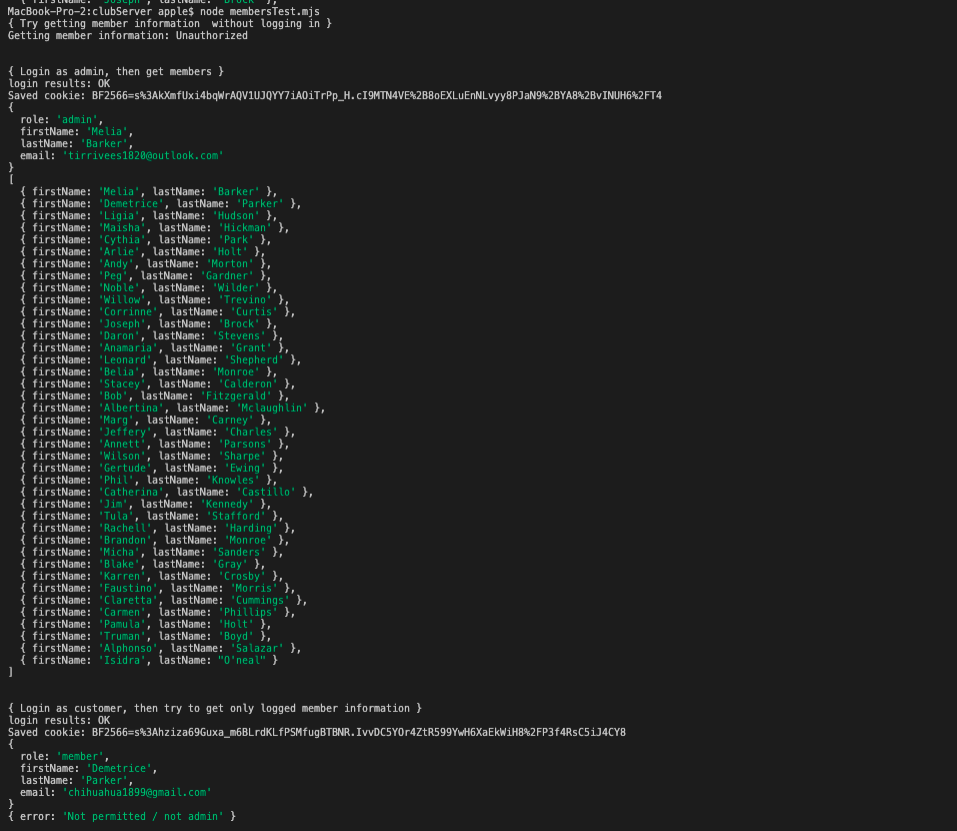 { firstName: 'Joseph', lastName: 'Brock' },
MacBook-Pro-2:clubServer apple$ node membersTest.mjs
{ Try getting member information  without logging in }
Getting member information: Unauthorized
{ Login as admin, then get members }
login results: OK
Saved cookie: BF2566=s%3AkXmfUxi4bqWrAQV1UJQYY7iAOiTrPp_H.cI9MTN4VE%2B8oEXLuEnNLvyy8PJaN9%2BYA8%2BvINUH6%2FT4
{
  role: 'admin',
  firstName: 'Melia',
  lastName: 'Barker',
  email: 'tirrivees1820@outlook.com'
}
[
  { firstName: 'Melia', lastName: 'Barker' },
  { firstName: 'Demetrice', lastName: 'Parker' },
  { firstName: 'Ligia', lastName: 'Hudson' },
  { firstName: 'Maisha', lastName: 'Hickman' },
  { firstName: 'Cythia', lastName: 'Park' },
  { firstName: 'Arlie', lastName: 'Holt' },
  { firstName: 'Andy', lastName: 'Morton' },
  { firstName: 'Peg', lastName: 'Gardner' },
  { firstName: 'Noble', lastName: 'Wilder' },
  { firstName: 'Willow', lastName: 'Trevino' },
  { firstName: 'Corrinne', lastName: 'Curtis' },
  { firstName: 'Joseph', lastName: 'Brock' },
  { firstName: 'Daron', lastName: 'Stevens' },
  { firstName: 'Anamaria', lastName: 'Grant' },
  { firstName: 'Leonard', lastName: 'Shepherd' },
  { firstName: 'Belia', lastName: 'Monroe' },
  { firstName: 'Stacey', lastName: 'Calderon' },
  { firstName: 'Bob', lastName: 'Fitzgerald' },
  { firstName: 'Albertina', lastName: 'Mclaughlin' },
  { firstName: 'Marg', lastName: 'Carney' },
  { firstName: 'Jeffery', lastName: 'Charles' },
  { firstName: 'Annett', lastName: 'Parsons' },
  { firstName: 'Wilson', lastName: 'Sharpe' },
  { firstName: 'Gertude', lastName: 'Ewing' },
  { firstName: 'Phil', lastName: 'Knowles' },
  { firstName: 'Catherina', lastName: 'Castillo' },
  { firstName: 'Jim', lastName: 'Kennedy' },
  { firstName: 'Tula', lastName: 'Stafford' },
  { firstName: 'Rachell', lastName: 'Harding' },
  { firstName: 'Brandon', lastName: 'Monroe' },
  { firstName: 'Micha', lastName: 'Sanders' },
  { firstName: 'Blake', lastName: 'Gray' },
  { firstName: 'Karren', lastName: 'Crosby' },
  { firstName: 'Faustino', lastName: 'Morris' },
  { firstName: 'Claretta', lastName: 'Cummings' },
  { firstName: 'Carmen', lastName: 'Phillips' },
  { firstName: 'Pamula', lastName: 'Holt' },
  { firstName: 'Truman', lastName: 'Boyd' },
  { firstName: 'Alphonso', lastName: 'Salazar' },
  { firstName: 'Isidra', lastName: "O'neal" }
]
{ Login as customer, then try to get only logged member information }
login results: OK
Saved cookie: BF2566=s%3Ahziza69Guxa_m6BLrdKLfPSMfugBTBNR.IvvDC5YOr4ZtR599YwH6XaEkWiH8%2FP3f4RsC5iJ4CY8
{
  role: 'member',
  firstName: 'Demetrice',
  lastName: 'Parker',
  email: 'chihuahua1899@gmail.com'
}
{ error: 'Not permitted / not admin' }